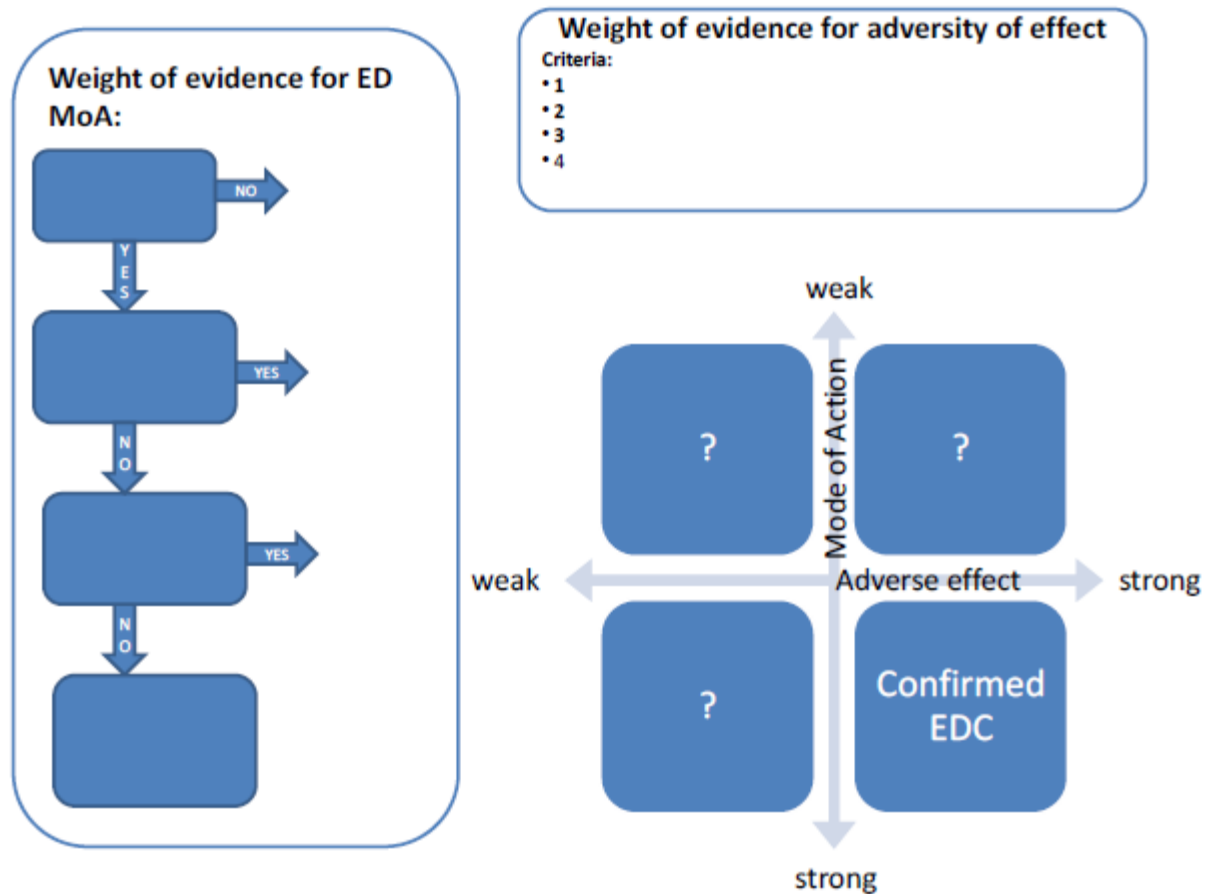 Weight of evidence for ED
MoA:
NO
YES
YES
NO
YES
NO
Weight of evidence for adversity of effect
Criteria:
• 1
• 2
• 3
• 4
weak
Mode of Action
?
?
weak
Adverse effect
strong
?
Confirmed
EDC
strong